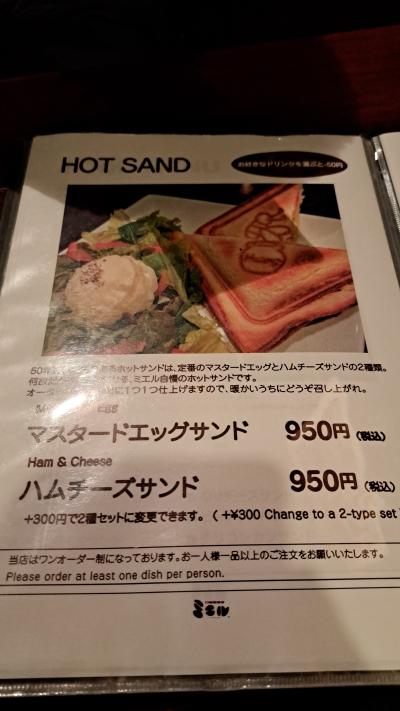 HOT SAND
お好きなドリンクを選ぶと-50円
ホットサンドは、定番のマスタードエッグとハムチーズサンドの2種類。
ミエル自慢のホットサンドです。
に1つ1つ仕上げますので、暖かいうちにどうぞ召し上がれ。
Egg
マスタードエッグサンド 950円 (税込)
Ham & Cheese
ハムチーズサンド 950円 (税込)
+300円で2種セットに変更できます。 ( +¥300 Change to a 2-type set
当店はワンオーダー制になっております。お一人様一品以上のご注文をお願いいたします。
Please order at least one dish per person.
ミエル